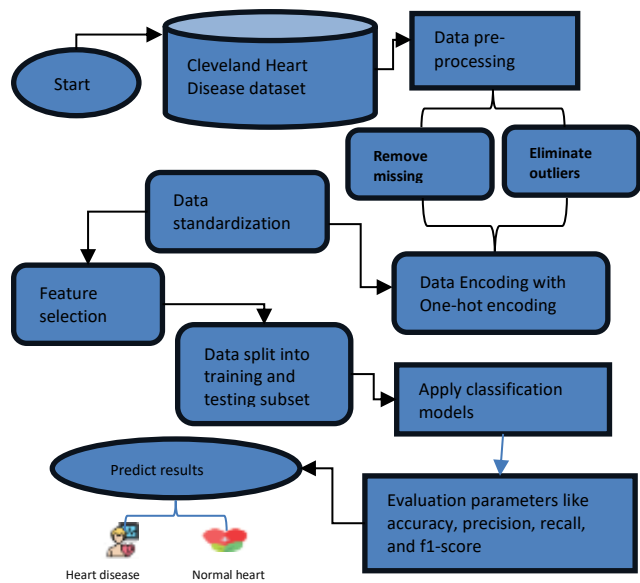 Start
Cleveland Heart
Disease dataset
Data pre-
processing
Remove
missing
Eliminate
outliers
Data Encoding with
One-hot encoding
Data
standardization
Feature
selection
Data split into
training and
testing subset
Apply classification
models
Evaluation parameters like
accuracy, precision, recall,
and f1-score
Predict results
Heart disease
Normal heart